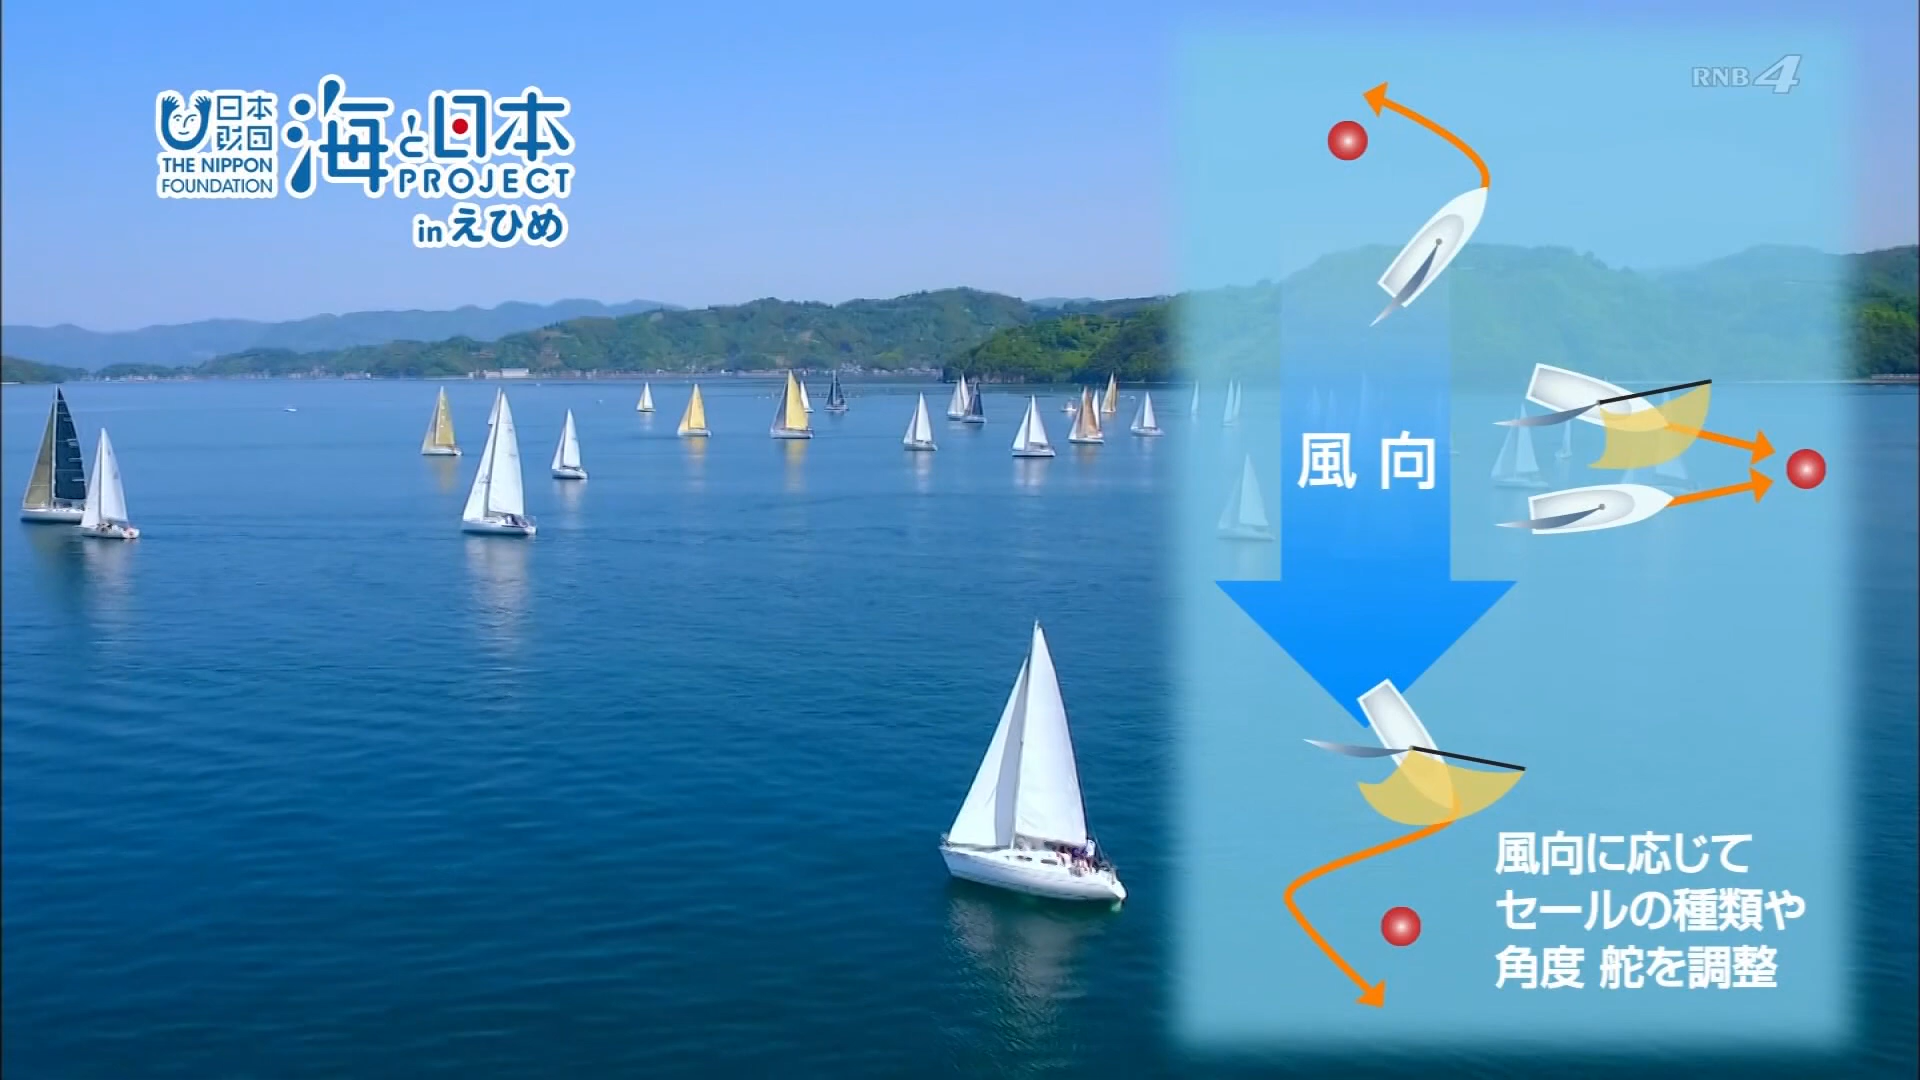 日本
財団
THE NIPPON
FOUNDATION
海と日本
PROJECT
in えひめ
RNB 4
風向
風向に応じて
セールの種類や
角度 舵を調整